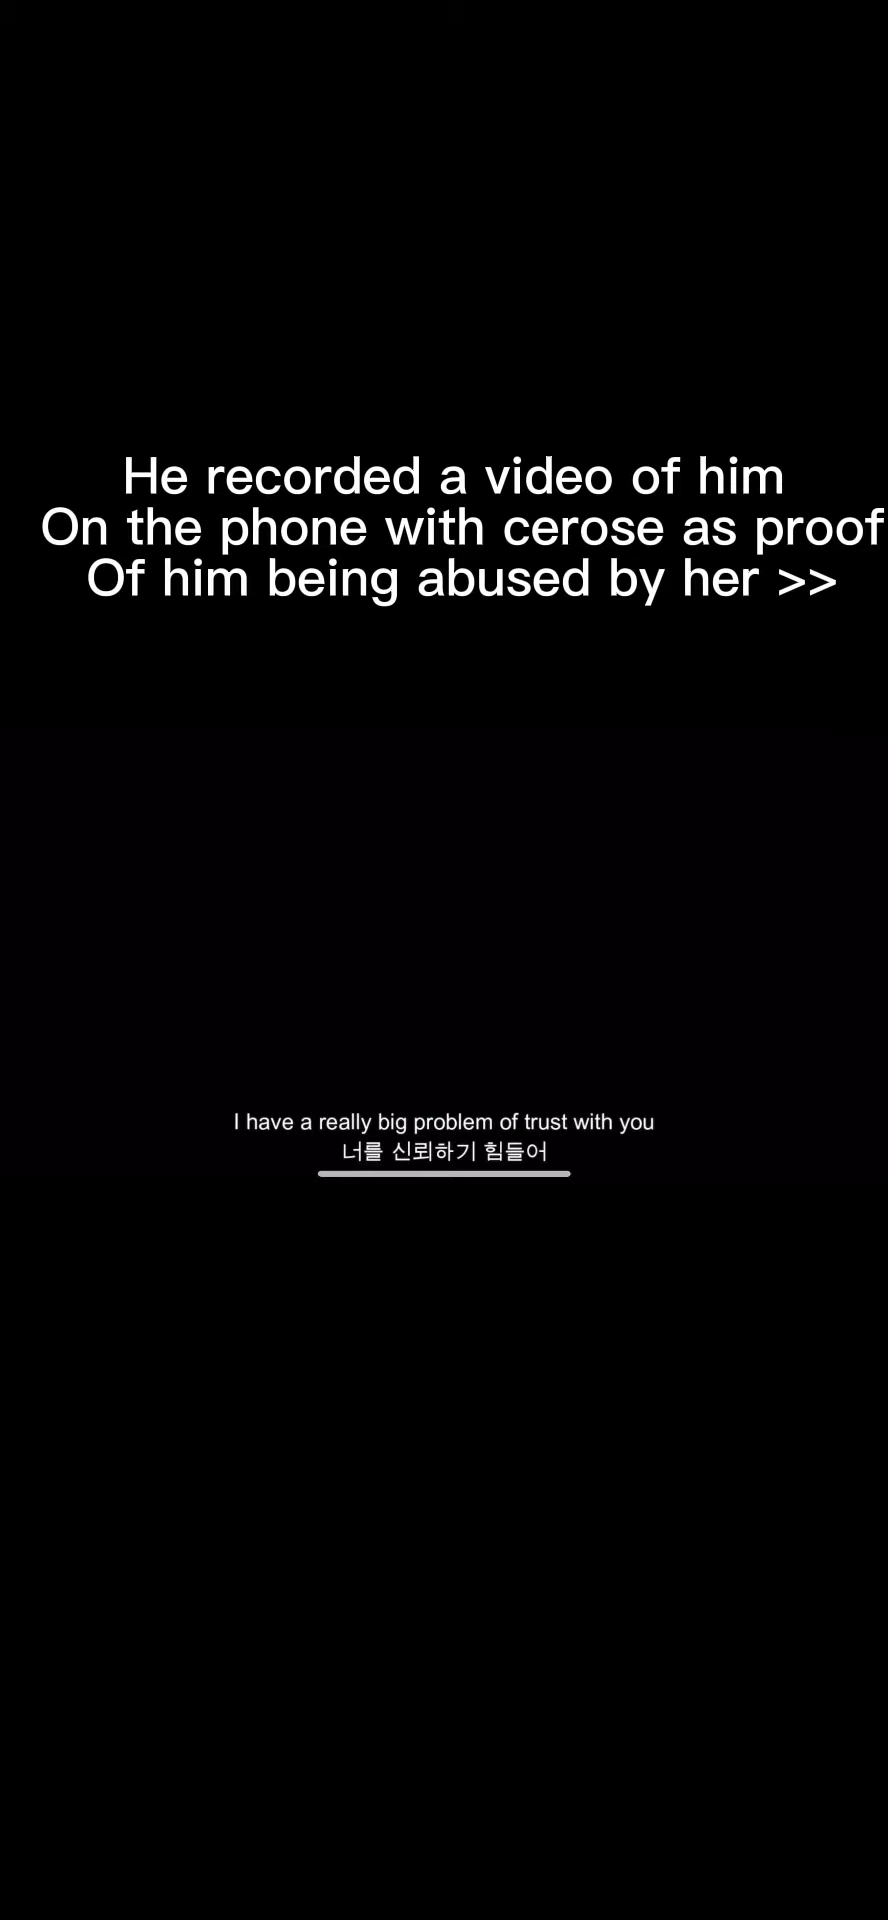 He recorded a video of him
On the phone with cerose as proof
Of him being abused by her >>
I have a really big problem of trust with you
너를 신뢰하기 힘들어